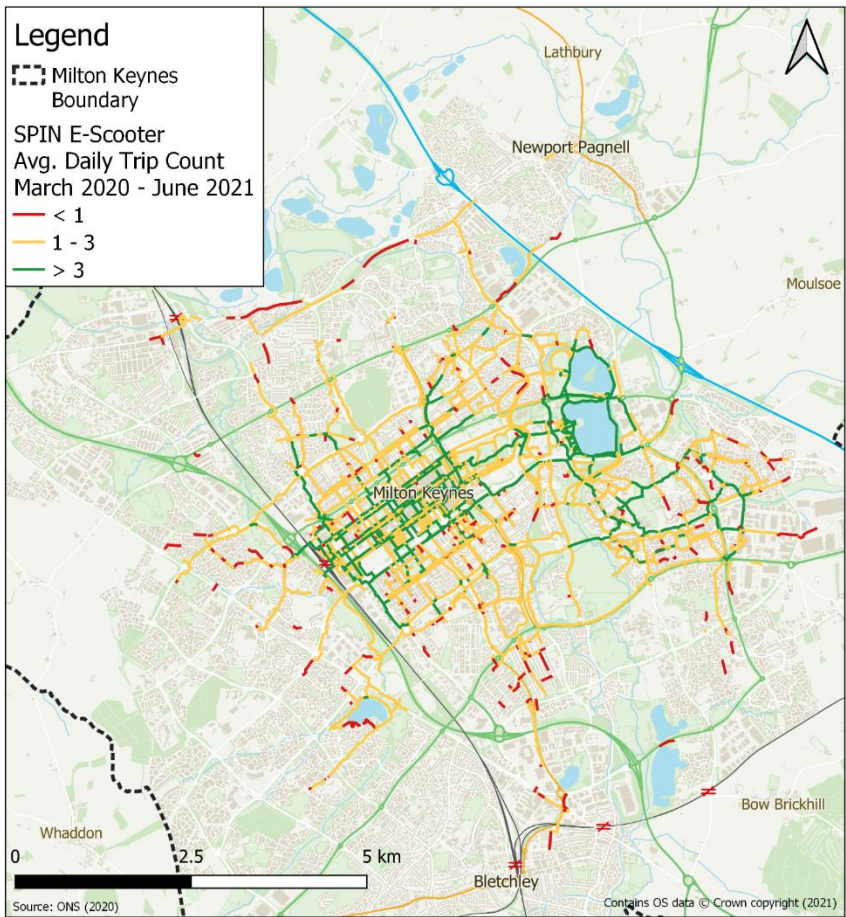 Legend
Milton Keynes
Boundary
SPIN E-Scooter
Avg. Daily Trip Count
March 2020 - June 2021
< 1
1 - 3
> 3
Lathbury
Newport Pagnell
Moulsoe
Milton Keynes
Bow Brickhill
Whaddon
0 2.5 5 km
Bletchley
Source: ONS (2020)
Contains OS data © Crown copyright (2021)